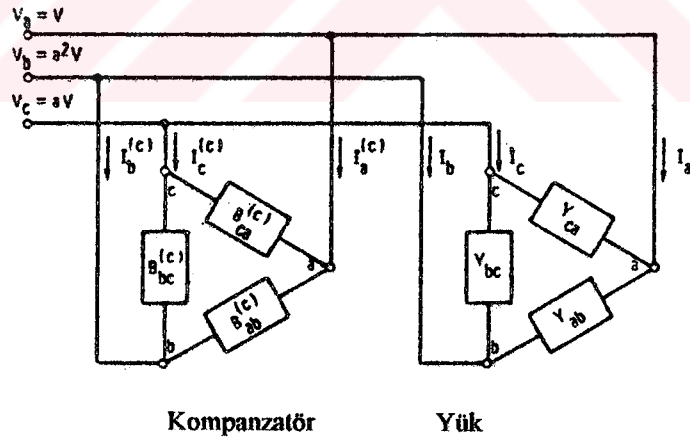 V_a = V
V_b = a²V
V_c = aV
I_b^(c) I_c^(c) I_a^(c) I_b I_c I_a
c c
B_ca^(c) Y_ca
B_bc^(c) a Y_bc a
B_ab^(c) Y_ab
b b
Kompanzatör Yük